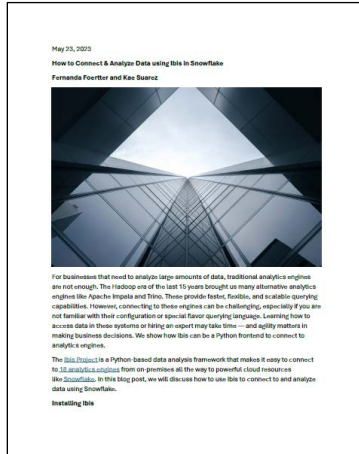 May 23, 2023
How to Connect & Analyze Data using Ibis in Snowflake
Fernanda Foertter and Kae Suarez
For businesses that need to analyze large amounts of data, traditional analytics engines
are not enough. The Hadoop era of the last 15 years brought us many alternative analytics
engines like Apache Impala and Trino. These provide faster, flexible, and scalable querying
capabilities. However, connecting to these engines can be challenging, especially if you are
not familiar with their configuration or special flavor querying language. Learning how to
access data in these systems or hiring an expert may take time — and agility matters in
making business decisions. We show how Ibis can be a Python frontend to connect to
analytics engines.
The Ibis Project is a Python-based data analysis framework that makes it easy to connect
to 18 analytics engines from on-premises all the way to powerful cloud resources
like Snowflake. In this blog post, we will discuss how to use Ibis to connect to and analyze
data using Snowflake.
Installing Ibis